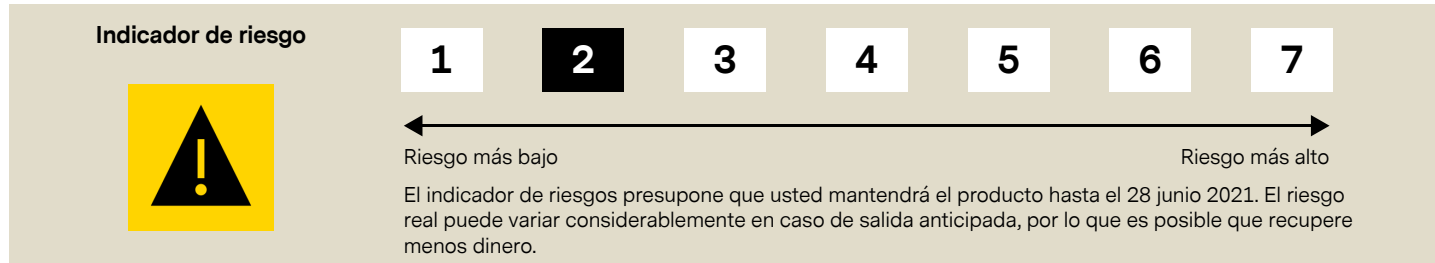 Indicador de riesgo
1 2 3 4 5 6 7
Riesgo más bajo Riesgo más alto
El indicador de riesgos presupone que usted mantendrá el producto hasta el 28 junio 2021. El riesgo
real puede variar considerablemente en caso de salida anticipada, por lo que es posible que recupere
menos dinero.